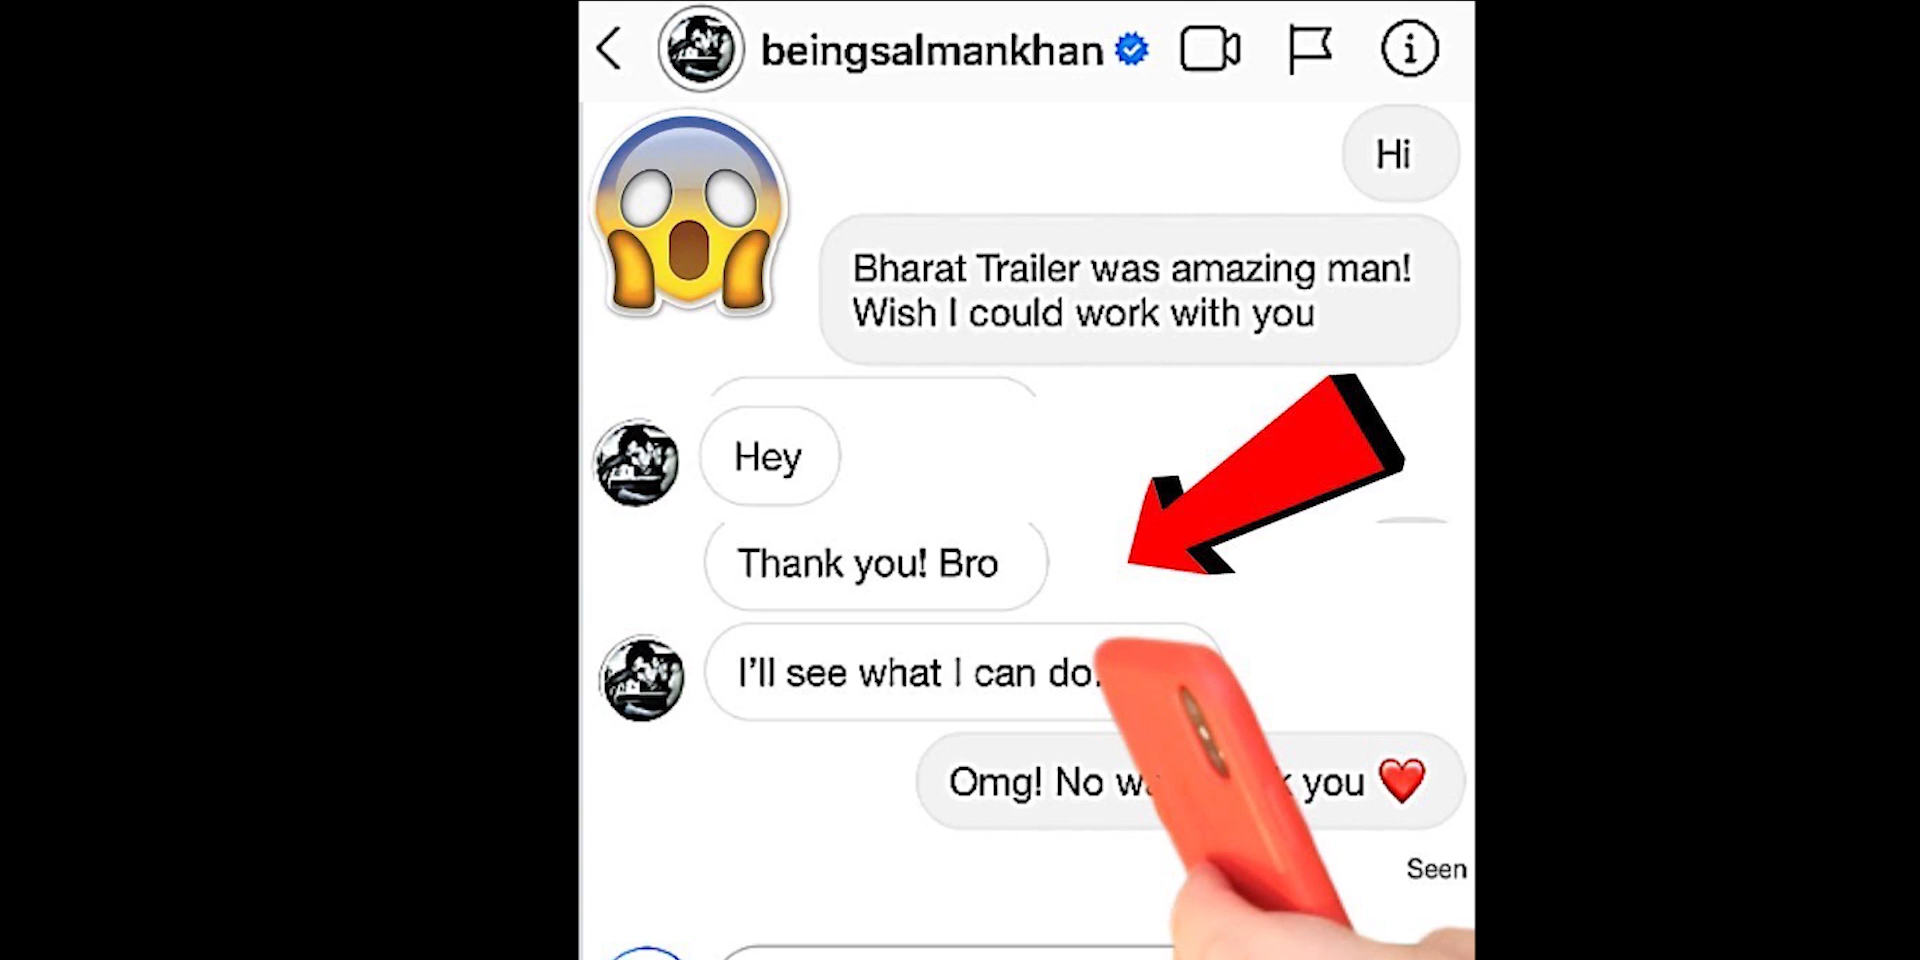 beingsalmankhan
Hi
Bharat Trailer was amazing man!
Wish I could work with you
Hey
Thank you! Bro
I'll see what I can do.
Omg! No you ❤️
Seen